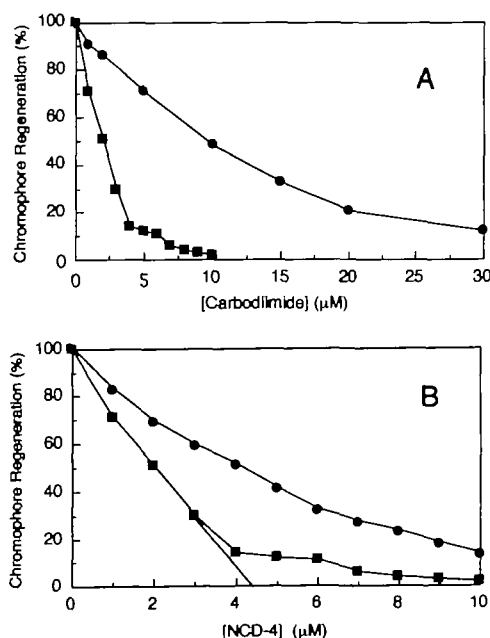 A
Chromophore Regeneration (%)
100
80
60
40
20
0
0 5 10 15 20 25 30
[Carbodiimide] (µM)
B
Chromophore Regeneration (%)
100
80
60
40
20
0
0 2 4 6 8 10
[NCD-4] (µM)